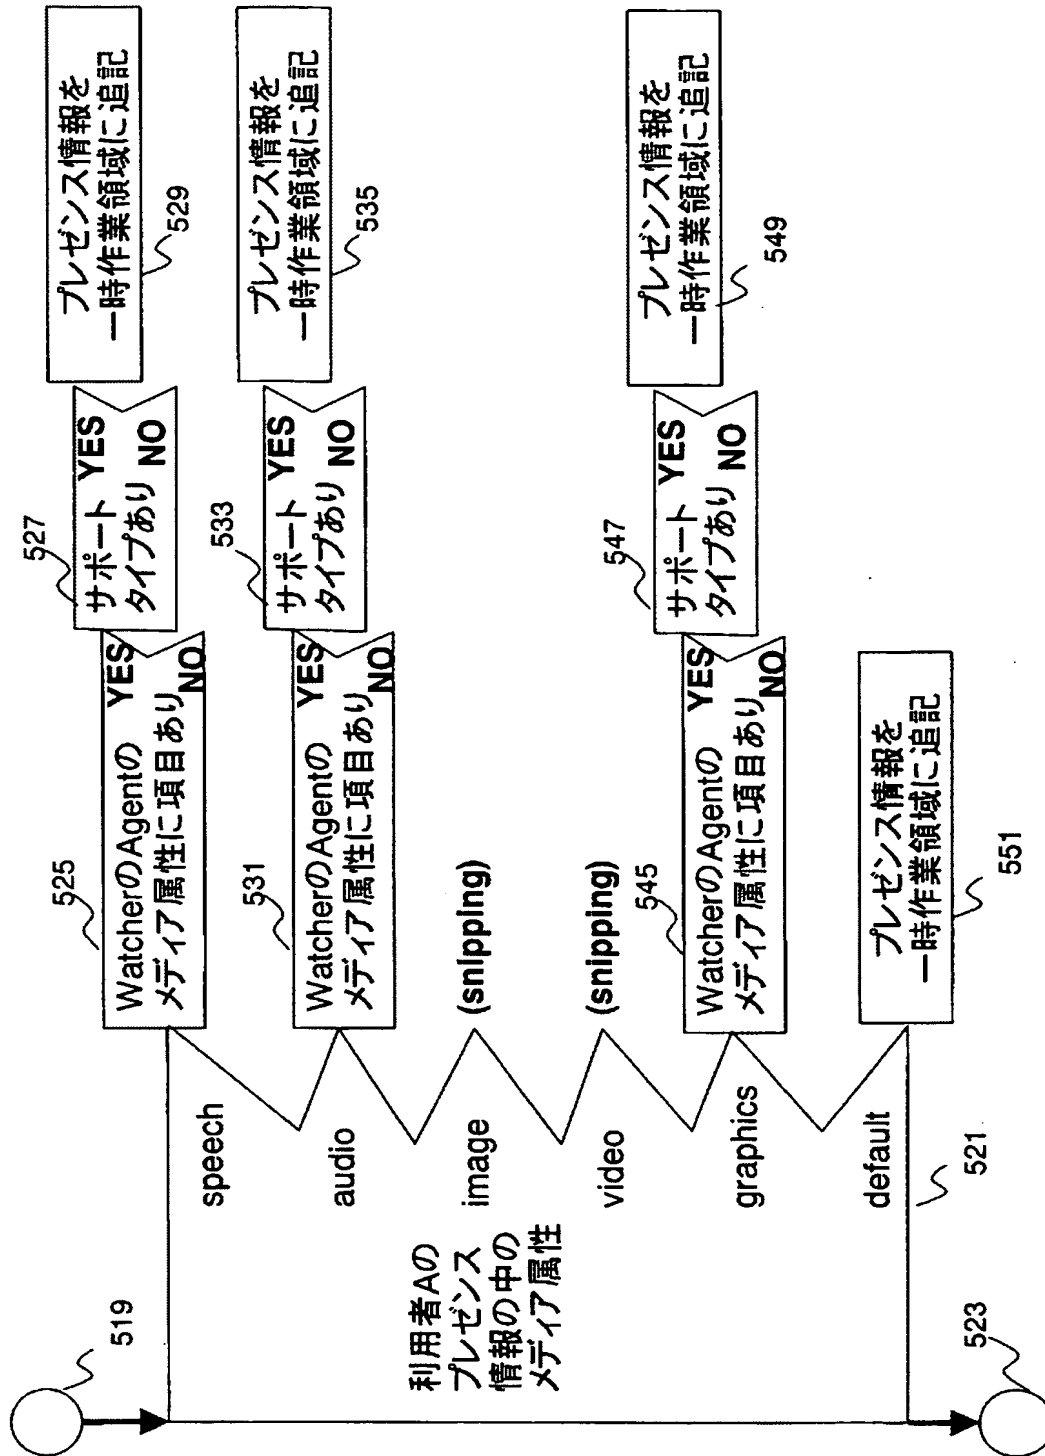 519
利用者Aの
プレゼンス
情報の中の
メディア属性
speech
525
WatcherのAgentの
メディア属性に項目あり
YES
NO
527
サポート
タイプあり
YES
NO
プレゼンス情報を
一時作業領域に追記
529
audio
531
WatcherのAgentの
メディア属性に項目あり
YES
NO
533
サポート
タイプあり
YES
NO
プレゼンス情報を
一時作業領域に追記
535
image
(snipping)
video
(snipping)
graphics
545
WatcherのAgentの
メディア属性に項目あり
YES
NO
547
サポート
タイプあり
YES
NO
プレゼンス情報を
一時作業領域に追記
549
default
プレゼンス情報を
一時作業領域に追記
551
521
523